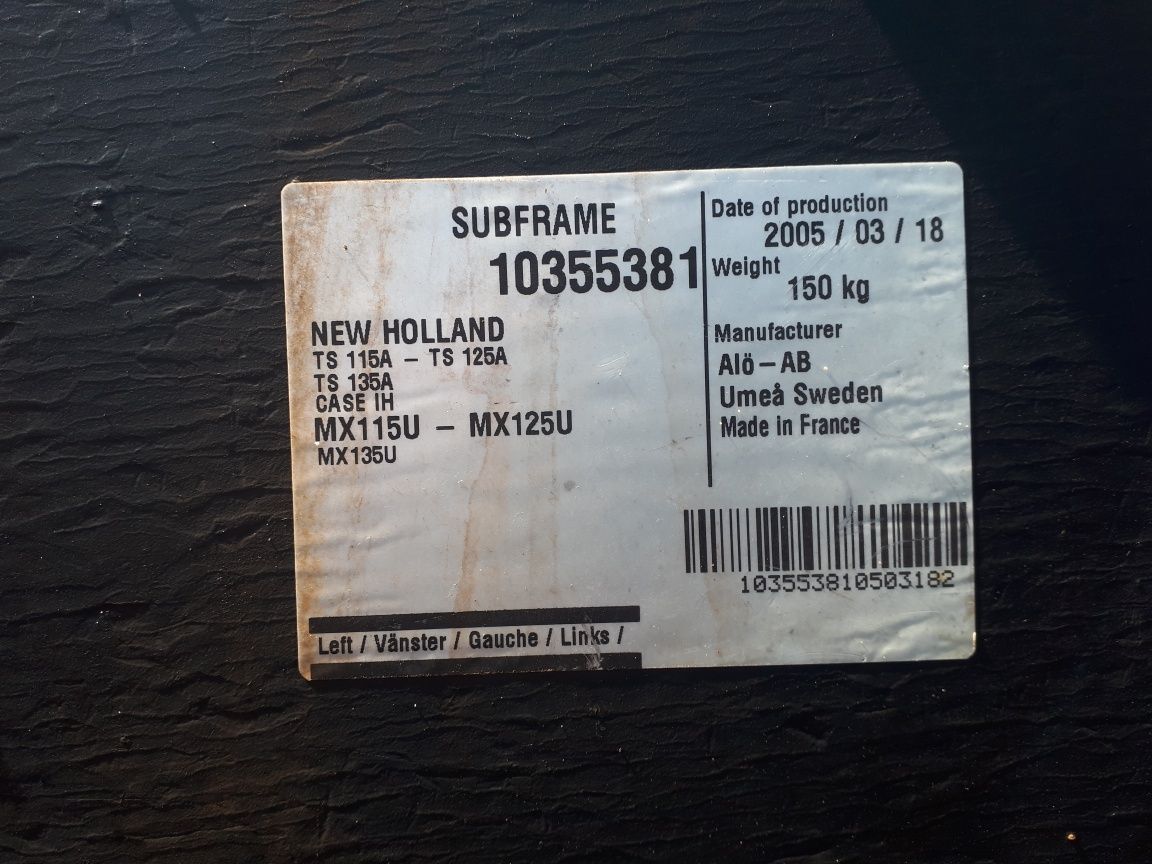 SUBFRAME
10355381
NEW HOLLAND
TS 115A - TS 125A
TS 135A
CASE IH
MX115U - MX125U
MX135U
Left / Vänster / Gauche / Links /
Date of production
2005 / 03 / 18
Weight
150 kg
Manufacturer
Alö - AB
Umeå Sweden
Made in France
103553810503182